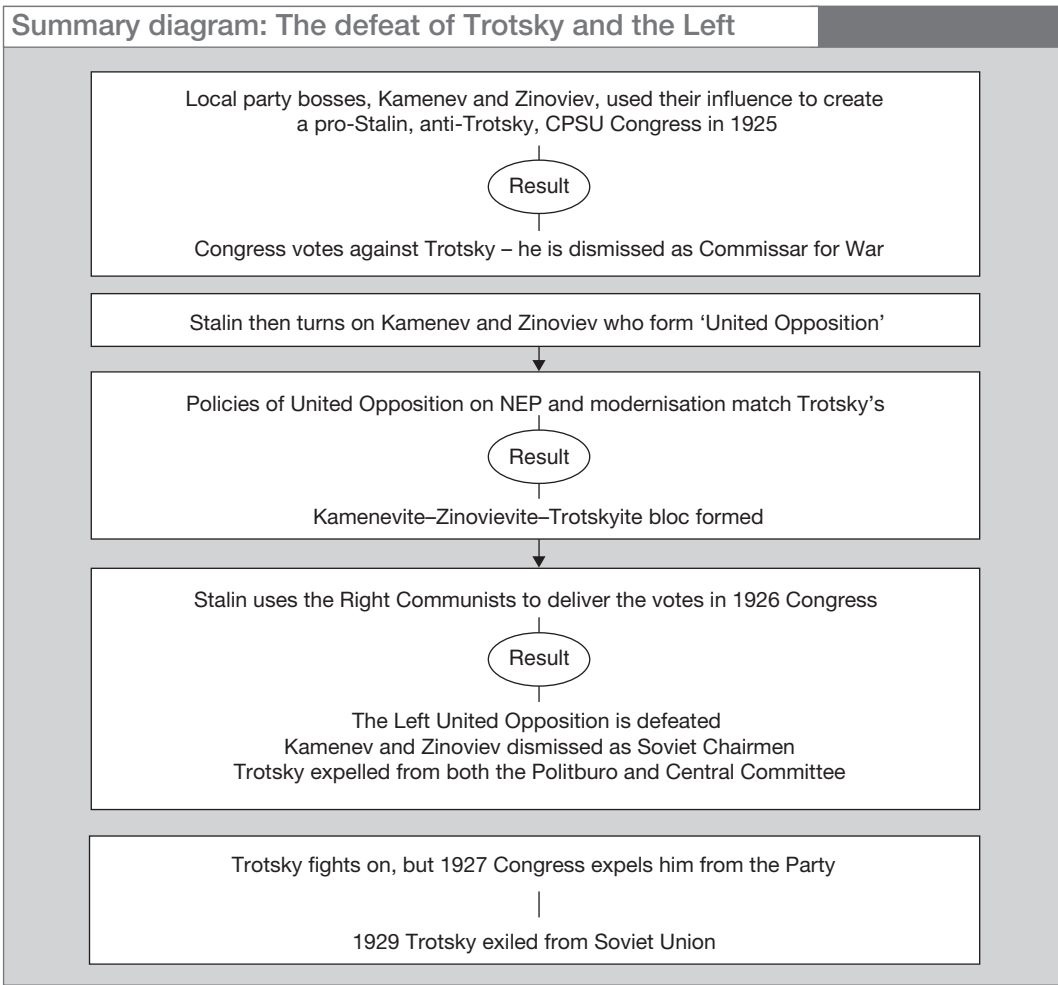 Summary diagram: The defeat of Trotsky and the Left
Local party bosses, Kamenev and Zinoviev, used their influence to create
a pro-Stalin, anti-Trotsky, CPSU Congress in 1925
Result
Congress votes against Trotsky – he is dismissed as Commissar for War
Stalin then turns on Kamenev and Zinoviev who form ‘United Opposition’
Policies of United Opposition on NEP and modernisation match Trotsky’s
Result
Kamenevite–Zinovievite–Trotskyite bloc formed
Stalin uses the Right Communists to deliver the votes in 1926 Congress
Result
The Left United Opposition is defeated
Kamenev and Zinoviev dismissed as Soviet Chairmen
Trotsky expelled from both the Politburo and Central Committee
Trotsky fights on, but 1927 Congress expels him from the Party
1929 Trotsky exiled from Soviet Union